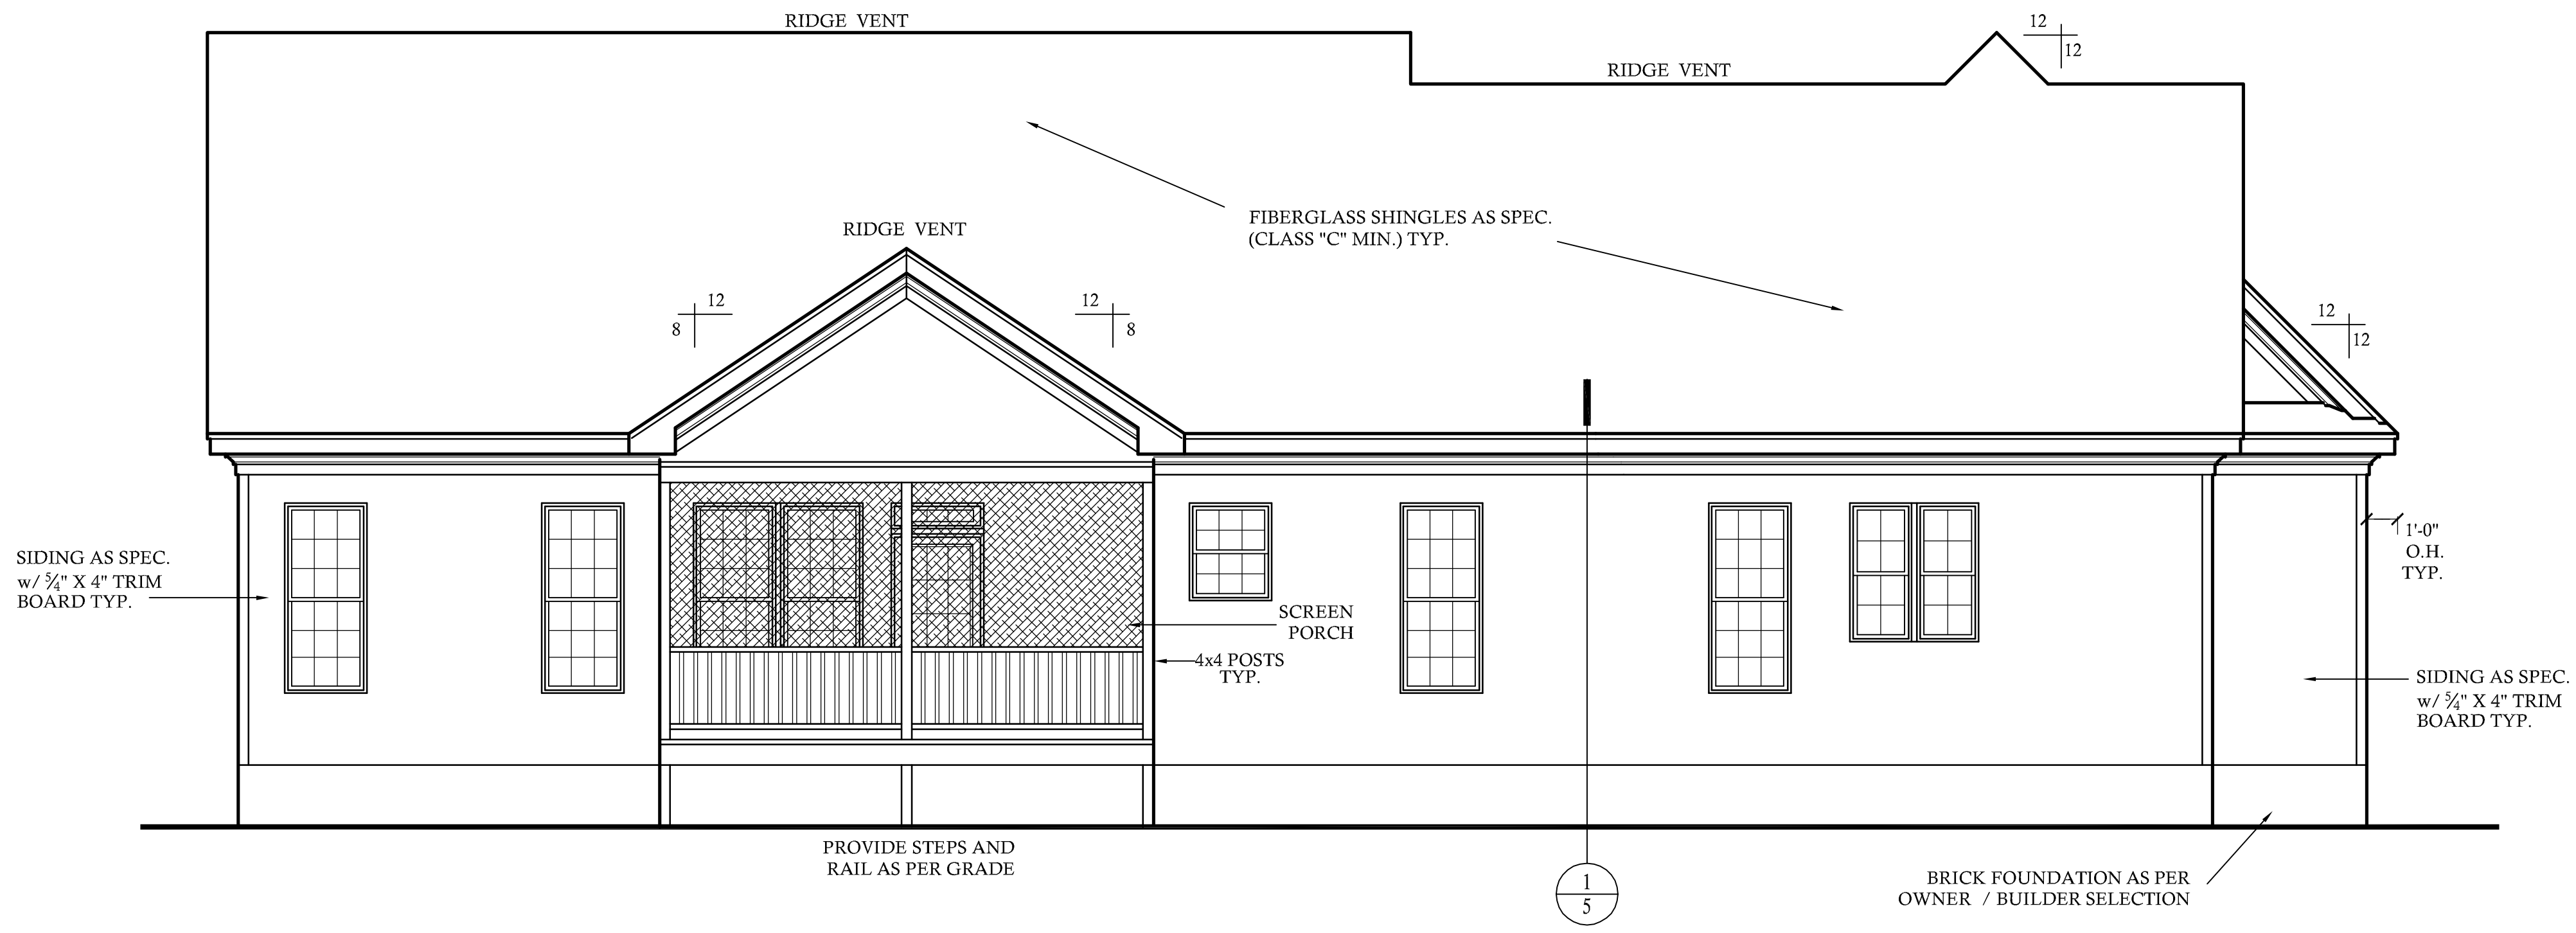 RIDGE VENT
12
12
RIDGE VENT
FIBERGLASS SHINGLES AS SPEC.
(CLASS "C" MIN.) TYP.
RIDGE VENT
12
8
12
8
12
12
SIDING AS SPEC.
w/ 5/4" X 4" TRIM
BOARD TYP.
1'-0"
O.H.
TYP.
SCREEN
PORCH
4x4 POSTS
TYP.
SIDING AS SPEC.
w/ 5/4" X 4" TRIM
BOARD TYP.
PROVIDE STEPS AND
RAIL AS PER GRADE
1
5
BRICK FOUNDATION AS PER
OWNER / BUILDER SELECTION